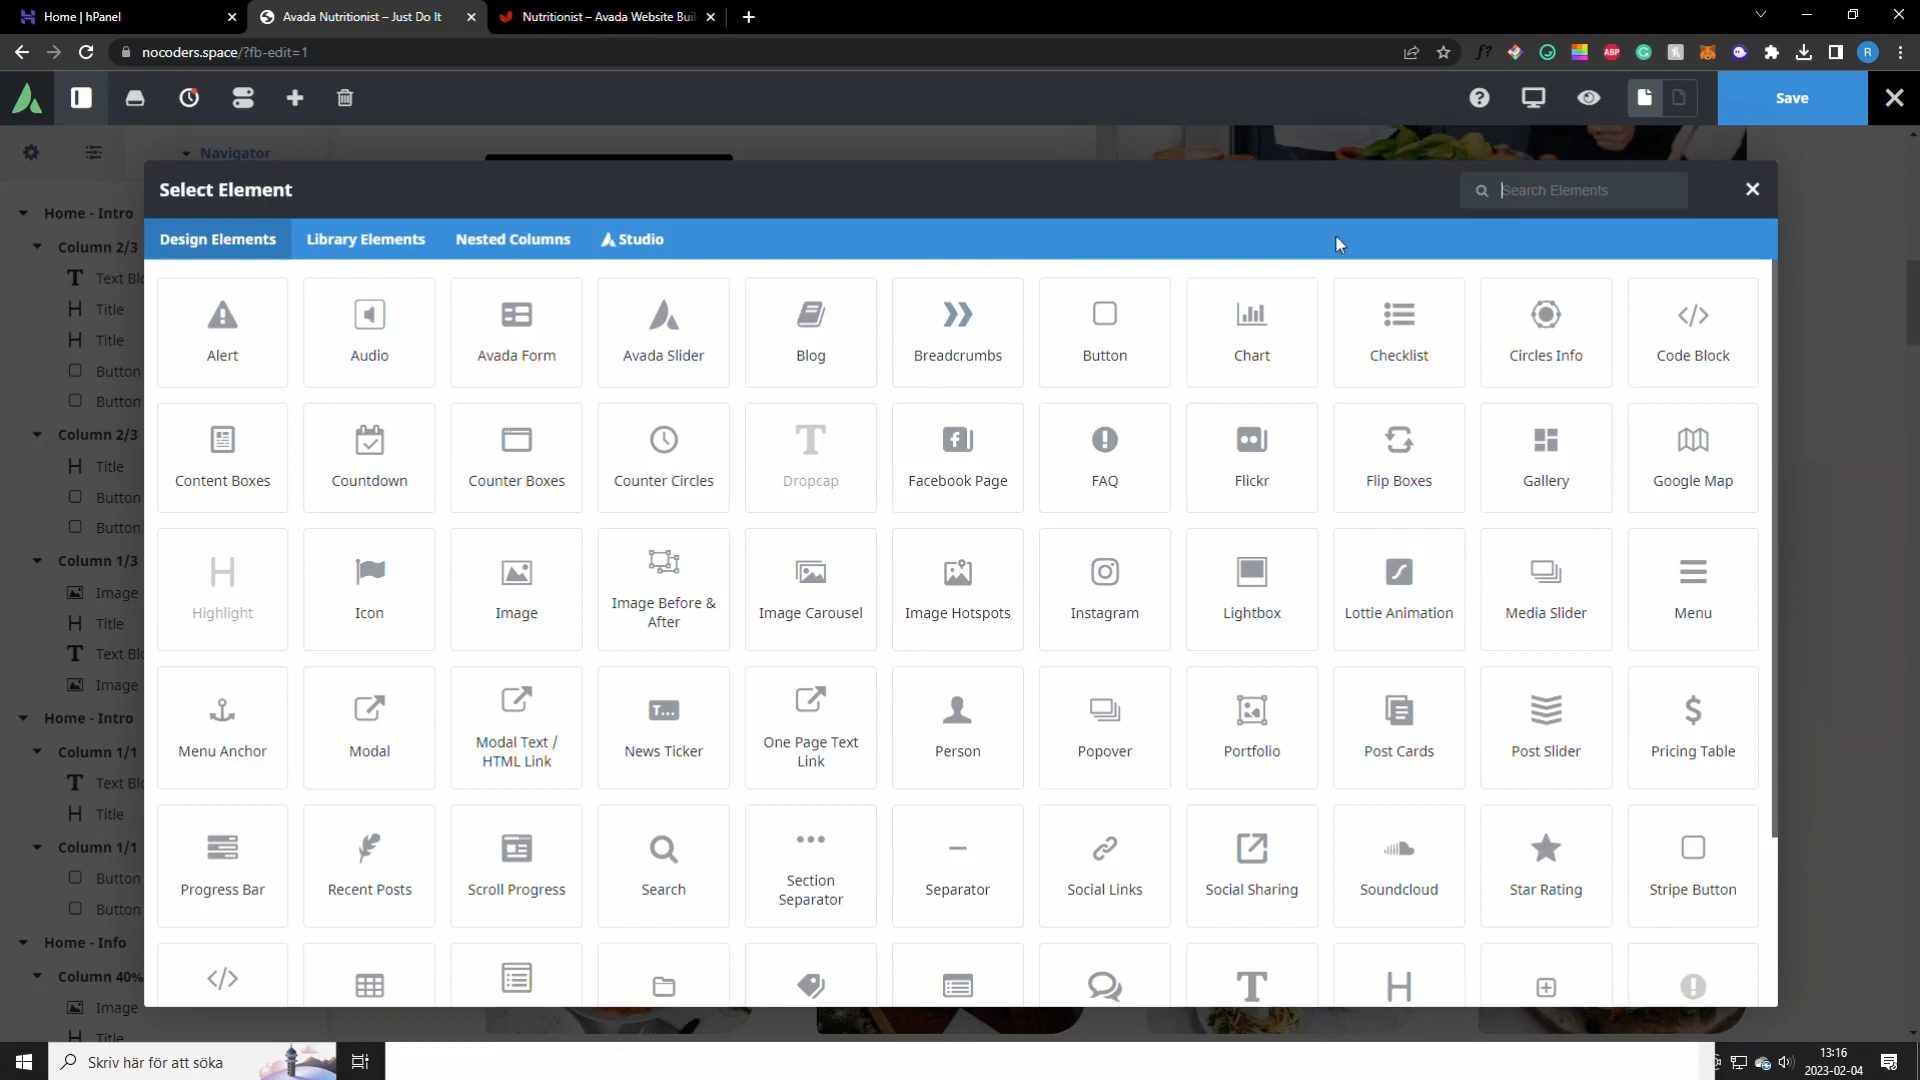 Home | hPanel
Avada Nutritionist – Just Do It
Nutritionist – Avada Website Bui
nocoders.space/?fb-edit=1
f?
ABP
R
Save
Navigator
Select Element
Search Elements
Design Elements
Library Elements
Nested Columns
Studio
Home - Intro
Column 2/3
Text Blo
Title
Title
Button
Button
Column 2/3
Title
Button
Button
Column 1/3
Image
Title
Text Blo
Image
Home - Intro
Column 1/1
Text Blo
Title
Column 1/1
Button
Button
Home - Info
Column 40%
Image
Title
Alert
Audio
Avada Form
Avada Slider
Blog
Breadcrumbs
Button
Chart
Checklist
Circles Info
Code Block
Content Boxes
Countdown
Counter Boxes
Counter Circles
Dropcap
Facebook Page
FAQ
Flickr
Flip Boxes
Gallery
Google Map
Highlight
Icon
Image
Image Before &
After
Image Carousel
Image Hotspots
Instagram
Lightbox
Lottie Animation
Media Slider
Menu
Menu Anchor
Modal
Modal Text /
HTML Link
News Ticker
One Page Text
Link
Person
Popover
Portfolio
Post Cards
Post Slider
Pricing Table
Progress Bar
Recent Posts
Scroll Progress
Search
Section
Separator
Separator
Social Links
Social Sharing
Soundcloud
Star Rating
Stripe Button
Skriv här för att söka
13:16
2023-02-04